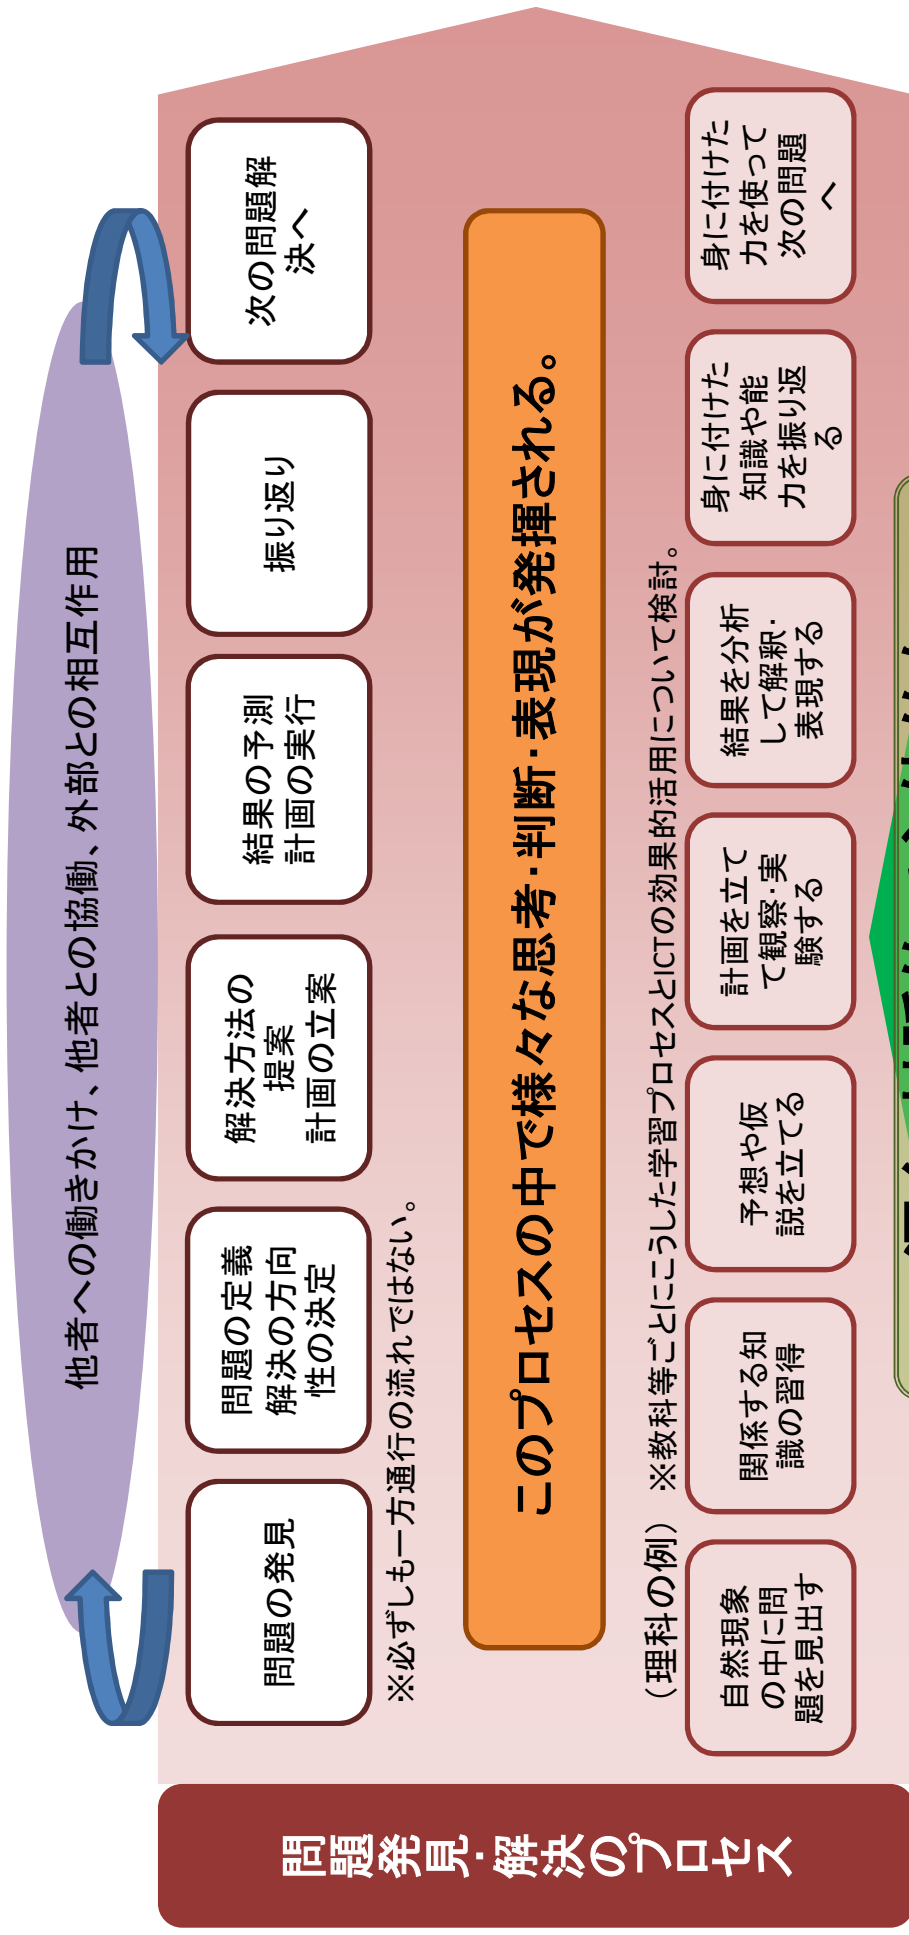 他者への働きかけ、他者との協働、外部との相互作用
問題発見・解決のプロセス
問題の発見
問題の定義
解決の方向
性の決定
解決方法の
提案
計画の立案
結果の予測
計画の実行
振り返り
次の問題解
決へ
※必ずしも一方通行の流れではない。
このプロセスの中で様々な思考・判断・表現が発揮される。
（理科の例）　※教科等ごとにこうした学習プロセスとICTの効果的活用について検討。
自然現象
の中に問
題を見出す
関係する知
識の習得
予想や仮
説を立てる
計画を立て
て観察・実
験する
結果を分析
して解釈・
表現する
身に付けた
知識や能
力を振り返
る
身に付けた
力を使って
次の問題
へ